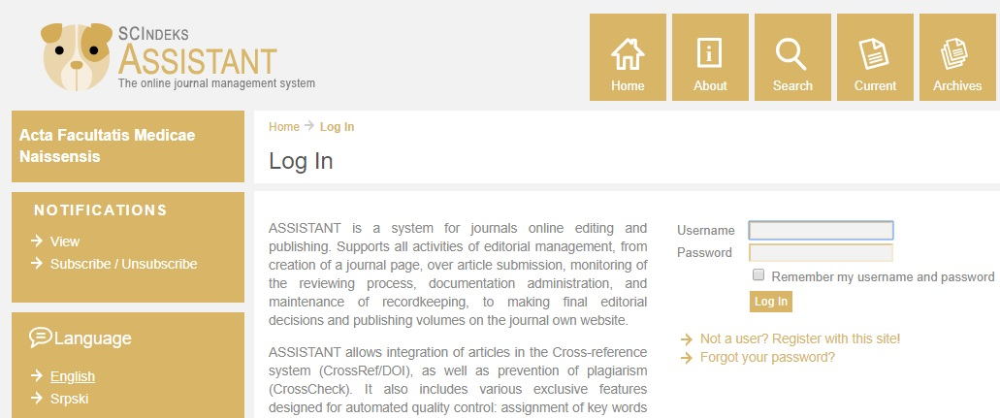 SCINDEKS
ASSISTANT
The online journal management system
Home
About
Search
Current
Archives
Acta Facultatis Medicae
Naissensis
NOTIFICATIONS
View
Subscribe / Unsubscribe
Language
English
Srpski
Home → Log In
Log In
ASSISTANT is a system for journals online editing and
publishing. Supports all activities of editorial management, from
creation of a journal page, over article submission, monitoring of
the reviewing process, documentation administration, and
maintenance of recordkeeping, to making final editorial
decisions and publishing volumes on the journal own website.
ASSISTANT allows integration of articles in the Cross-reference
system (CrossRef/DOI), as well as prevention of plagiarism
(CrossCheck). It also includes various exclusive features
designed for automated quality control: assignment of key words
Username
Password
Remember my username and password
Log In
Not a user? Register with this site!
Forgot your password?